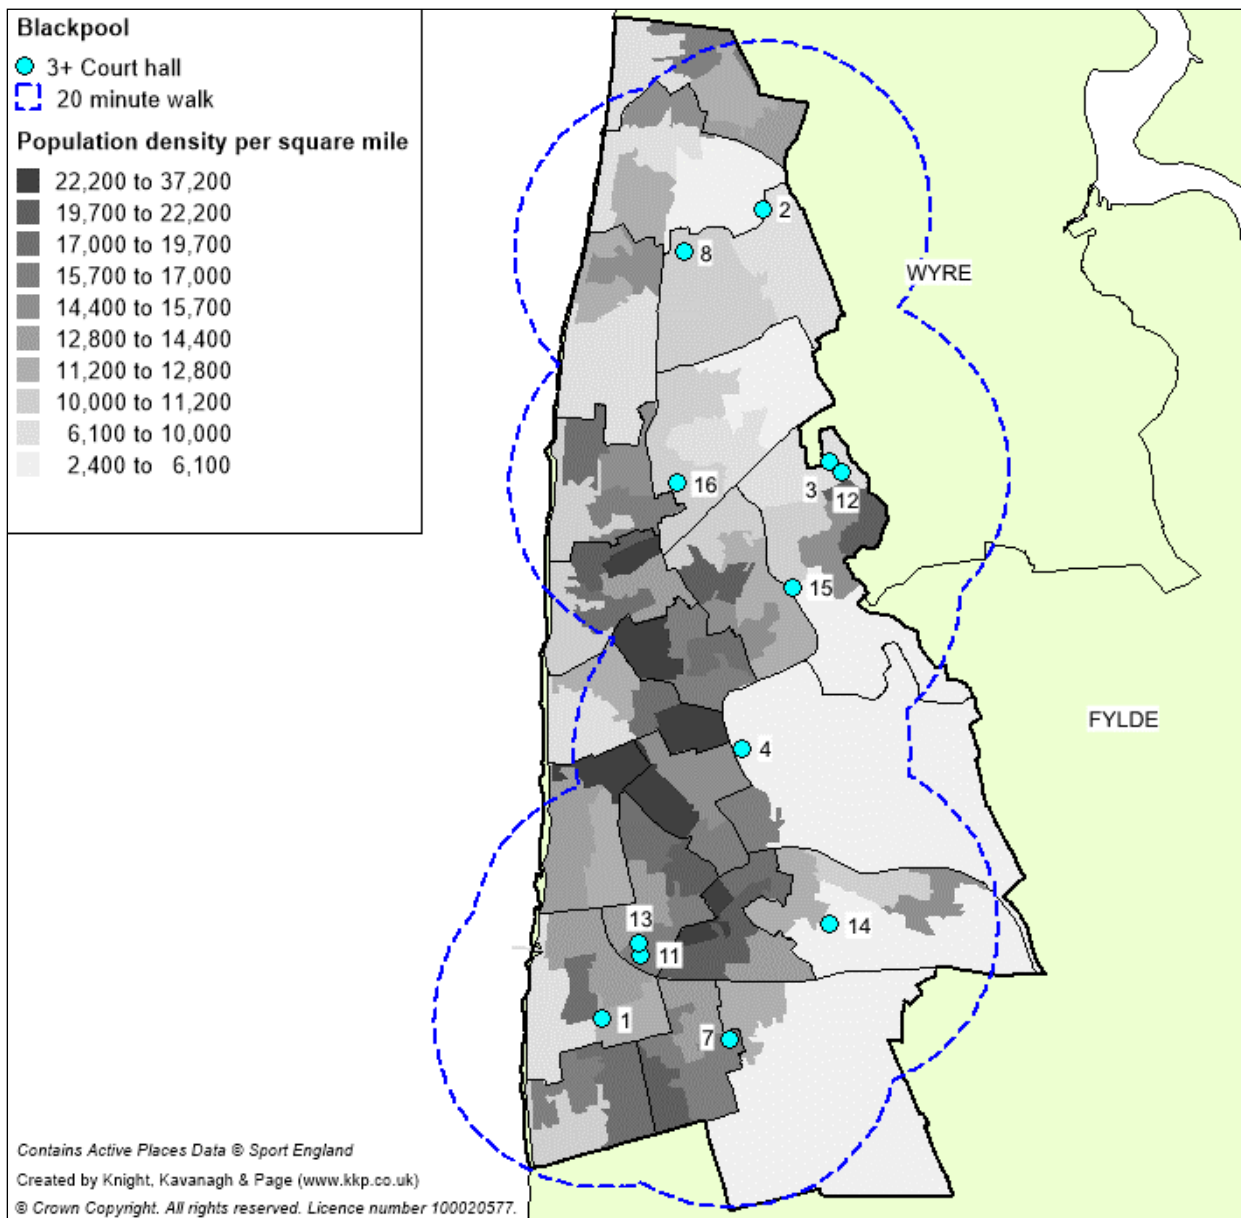 Blackpool
3+ Court hall
20 minute walk
Population density per square mile
22,200 to 37,200
19,700 to 22,200
17,000 to 19,700
15,700 to 17,000
14,400 to 15,700
12,800 to 14,400
11,200 to 12,800
10,000 to 11,200
6,100 to 10,000
2,400 to 6,100
2
8
WYRE
16
3
12
15
FYLDE
4
13
14
11
1
7
Contains Active Places Data © Sport England
Created by Knight, Kavanagh & Page (www.kkp.co.uk)
© Crown Copyright. All rights reserved. Licence number 100020577.